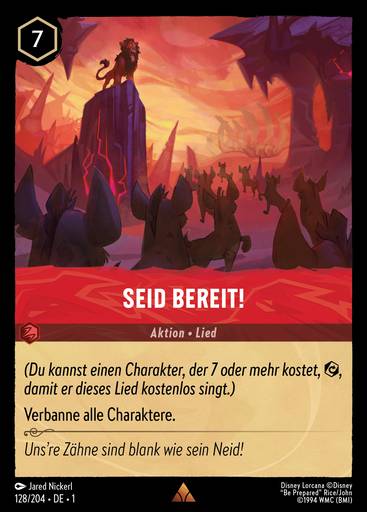 7
SEID BEREIT!
Aktion • Lied
(Du kannst einen Charakter, der 7 oder mehr kostet, ,
damit er dieses Lied kostenlos singt.)
Verbanne alle Charaktere.
Uns're Zähne sind blank wie sein Neid!
Jared Nickerl
128/204 • DE • 1
Disney Lorcana ©Disney
"Be Prepared" Rice/John
©1994 WMC (BMI)